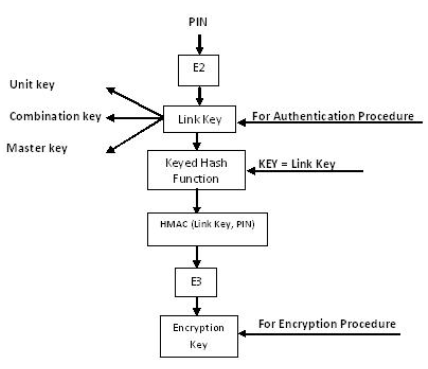 PIN
E2
Unit key
Combination key
Master key
Link Key
For Authentication Procedure
Keyed Hash
Function
KEY = Link Key
HMAC (Link Key, PIN)
E3
Encryption
Key
For Encryption Procedure